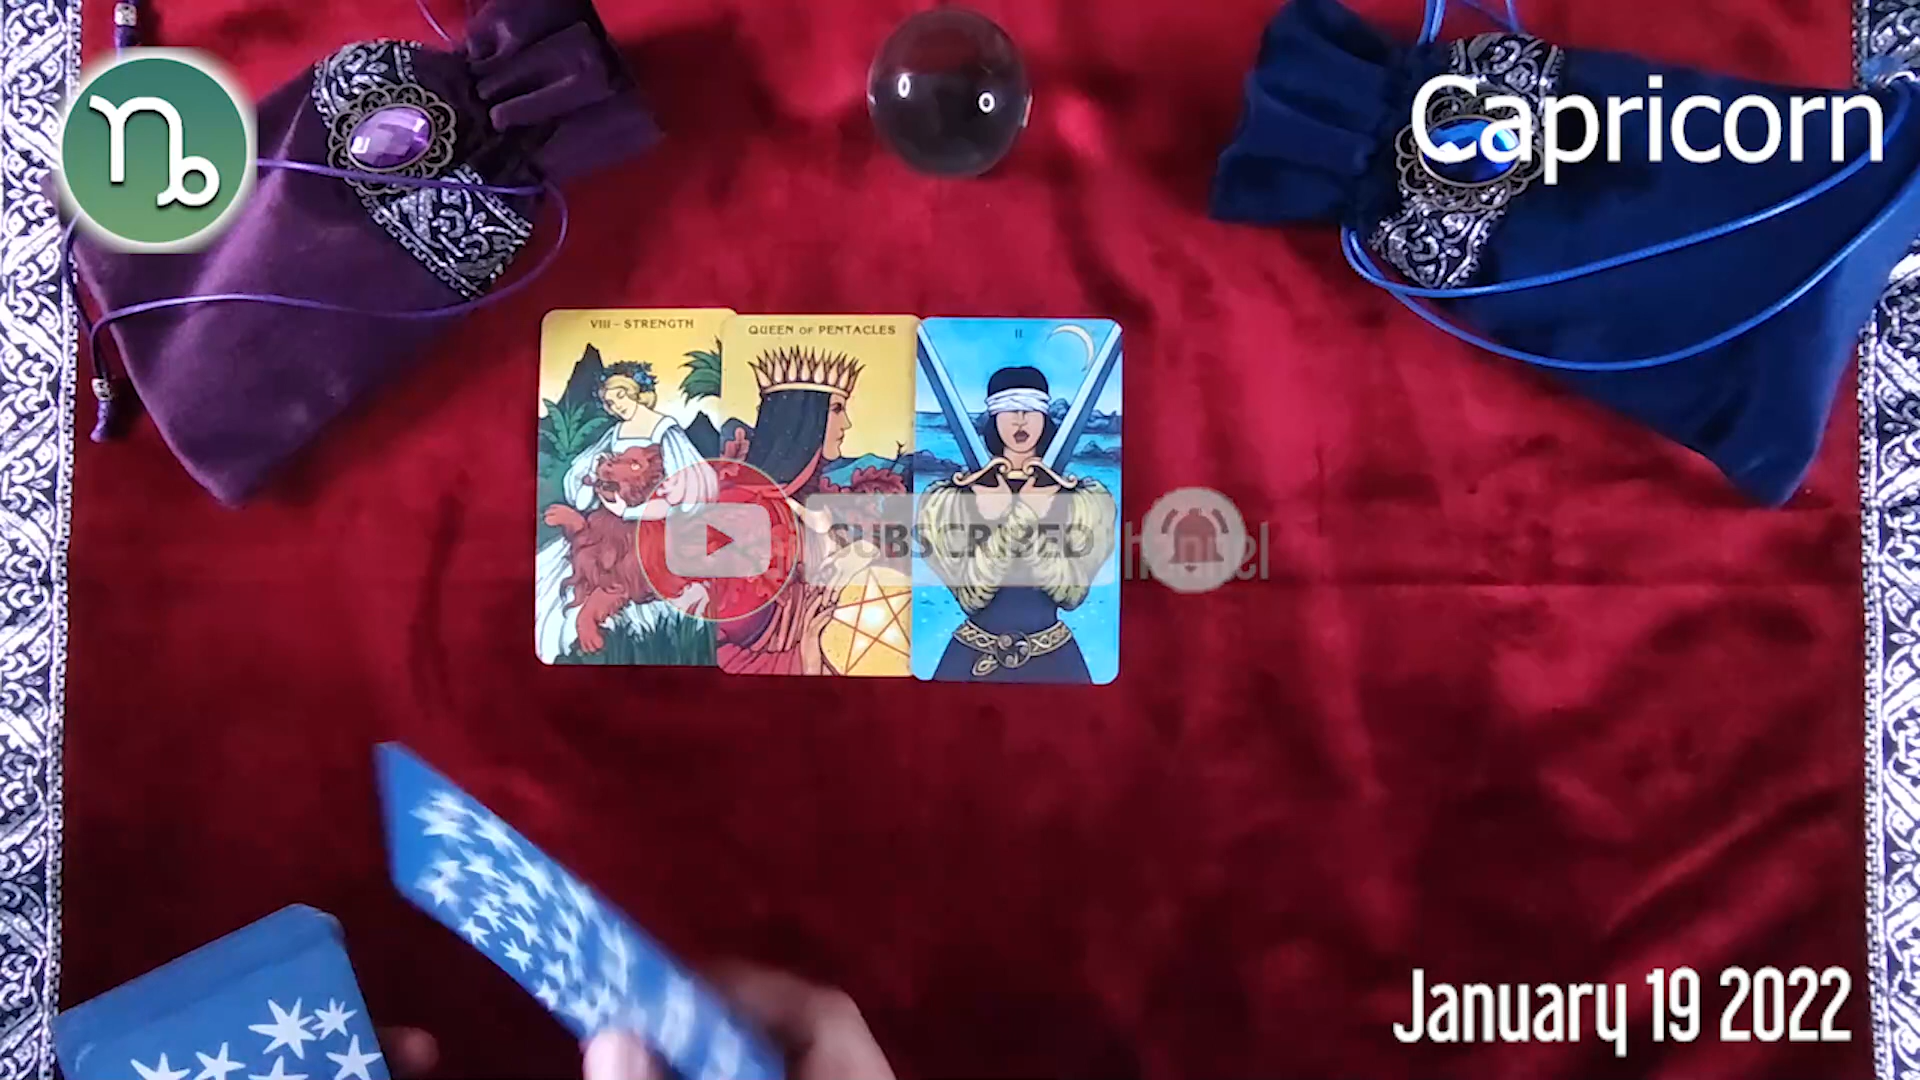 Capricorn
VIII – STRENGTH
QUEEN OF PENTACLES
II
SUBSCRIBED
January 19 2022